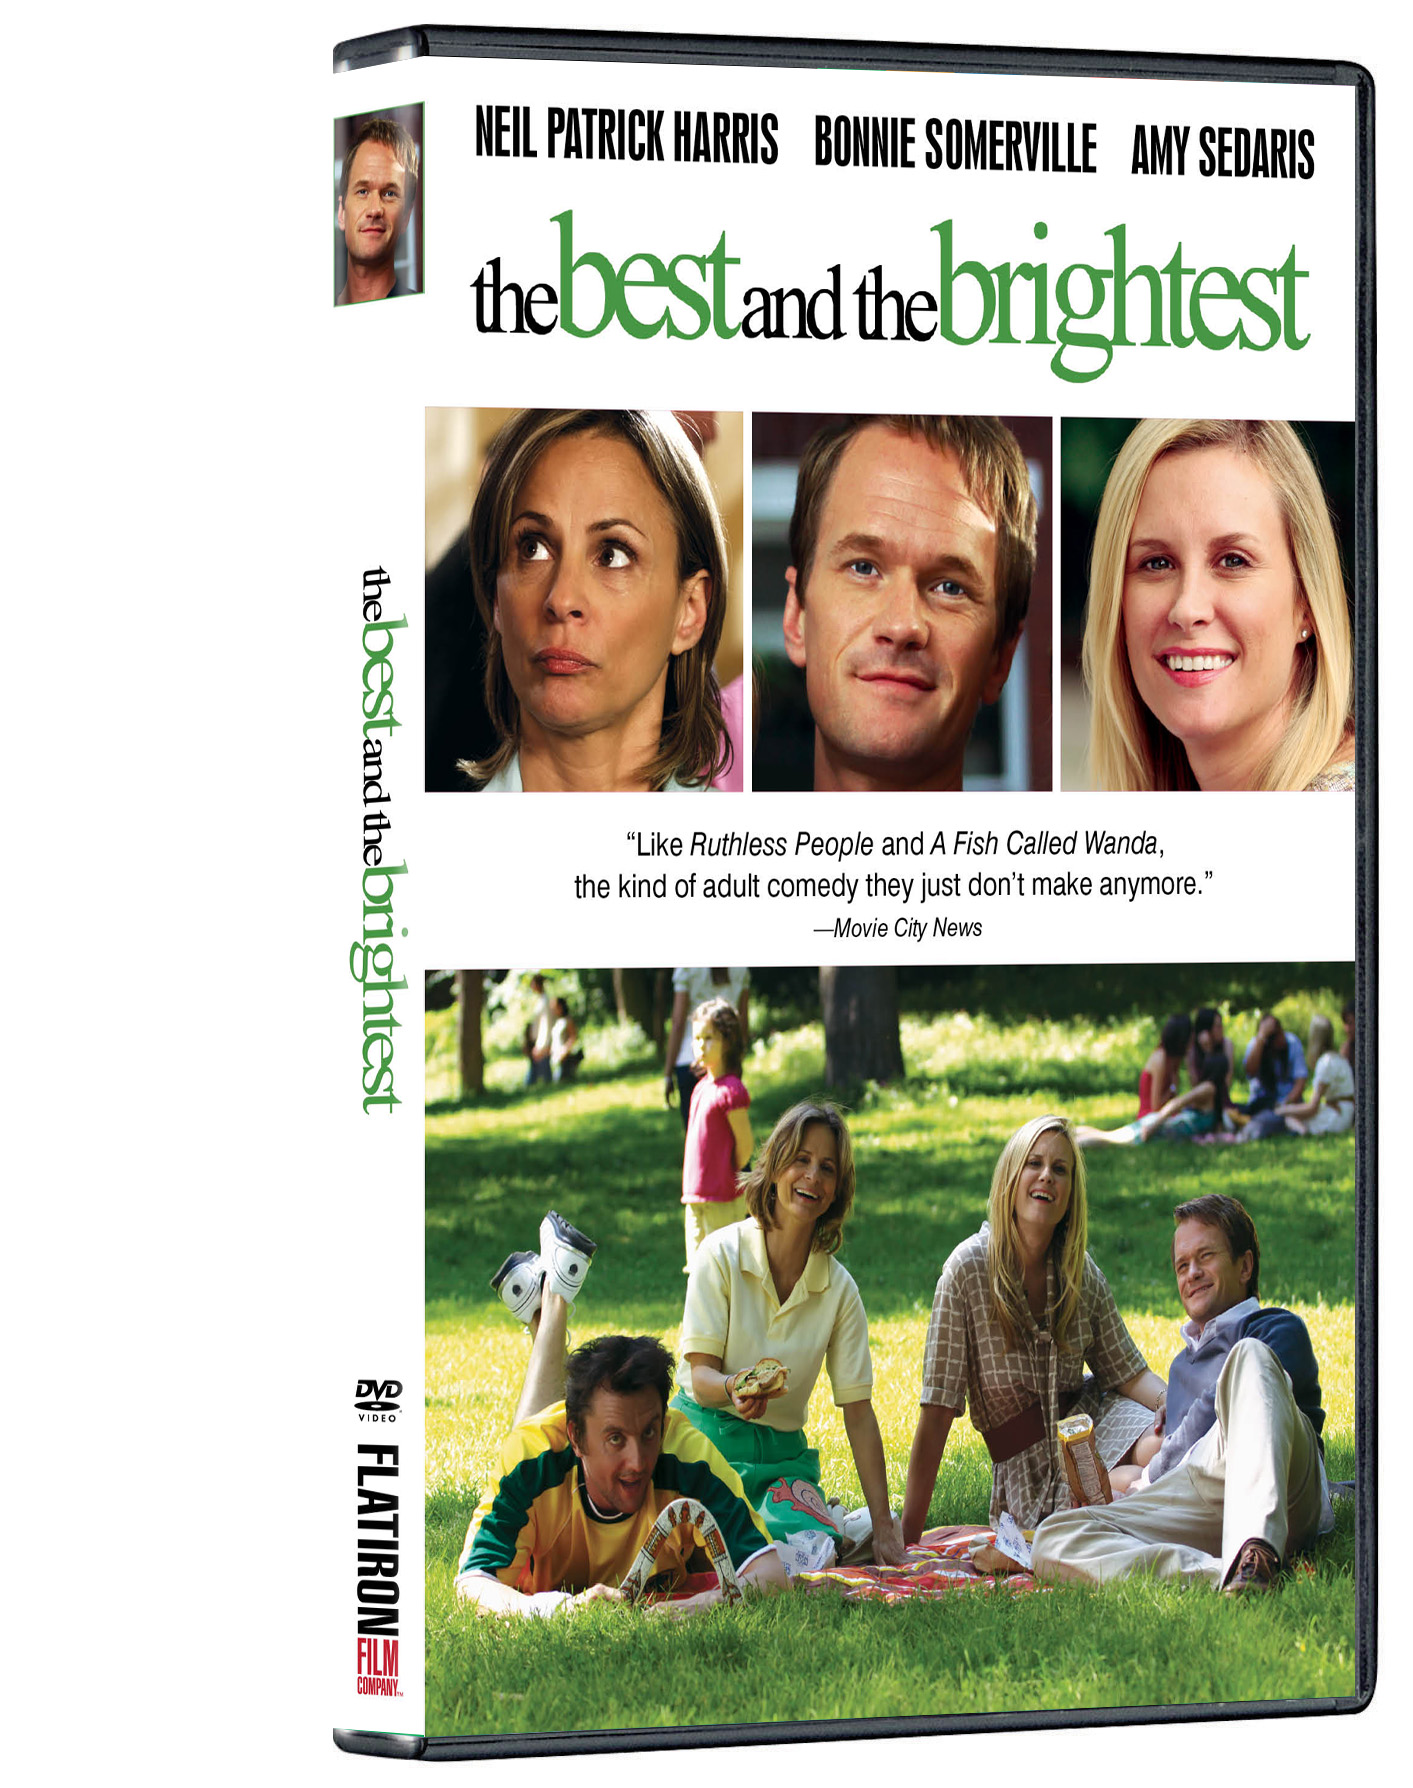 NEIL PATRICK HARRIS BONNIE SOMERVILLE AMY SEDARIS
the best and the brightest
“Like Ruthless People and A Fish Called Wanda,
the kind of adult comedy they just don’t make anymore.”
—Movie City News
the best and the brightest
DVD
VIDEO
FLATIRON
FILM
COMPANY™